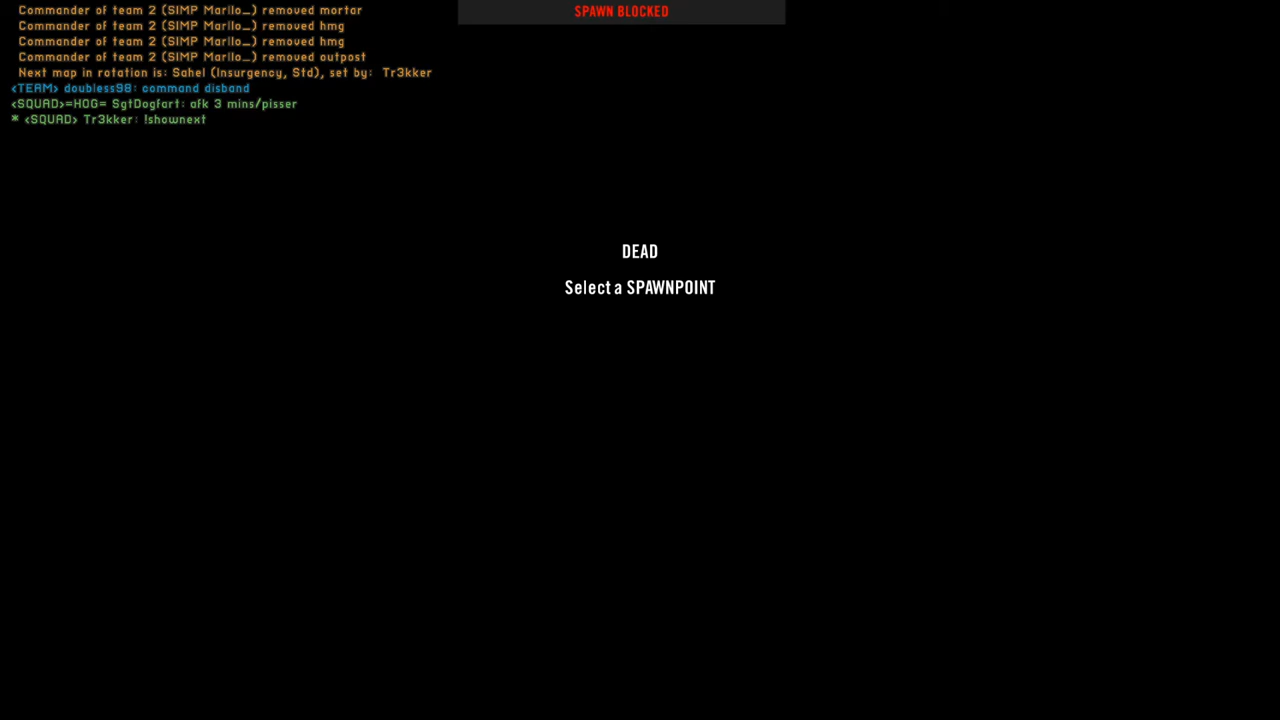 Commander of team 2 (SIMP Marllo_) removed mortar
SPAWN BLOCKED
Commander of team 2 (SIMP Marllo_) removed hmg
Commander of team 2 (SIMP Marllo_) removed hmg
Commander of team 2 (SIMP Marllo_) removed outpost
Next map in rotation is: Sahel (Insurgency, Std), set by: Tr3kker
<TEAM> doubless98: command disband
<SQUAD>=HOG= SgtDogfart: afk 3 mins/pisser
* <SQUAD> Tr3kker: !shownext
DEAD
Select a SPAWNPOINT